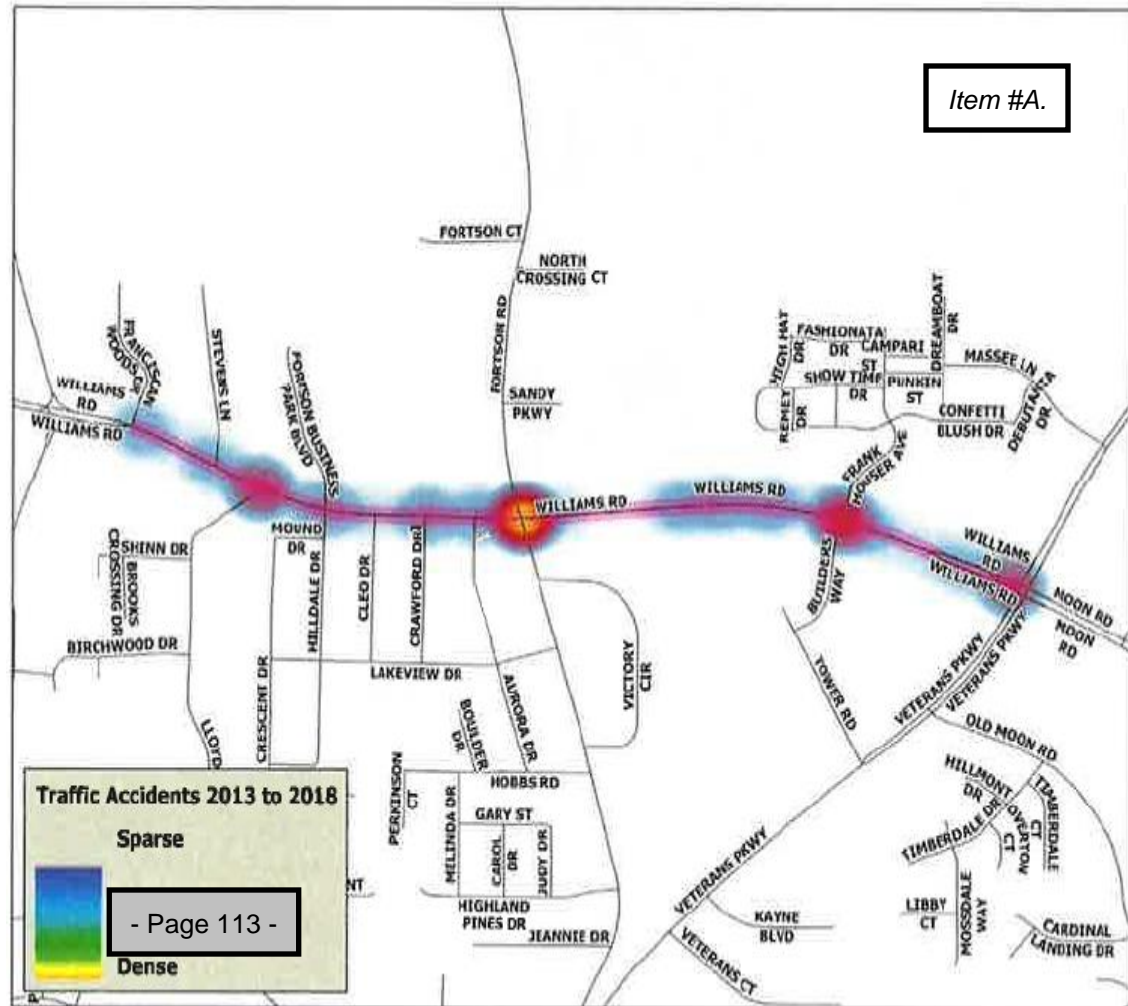 Item #A.
FORTSON CT
NORTH
CROSSING CT
FORTSON RD
SANDY
PKWY
FRANCISCAN
WOODS CT
STEVENS LN
FORTSON BUSINESS
PARK BLVD
WILLIAMS
RD
WILLIAMS RD
HIGH HAT
DR
FASHIONATA
DR
CAMPARI
ST
DREAMBOAT
DR
MASSEE LN
SHOW TIME
DR
PUNKIN
ST
REMET
DR
CONFETTI
BLUSH DR
DEBUTANTA
DR
FRANK
HOUSER AVE
WILLIAMS RD
WILLIAMS RD
WILLIAMS
RD
WILLIAMS RD
MOON RD
MOON
RD
MOUND
DR
SHINN DR
BROOKS
CROSSING DR
BIRCHWOOD DR
HILLDALE DR
CLEO DR
CRAWFORD DR
LAKEVIEW DR
CRESCENT DR
LLOYD
AURORA DR
VICTORY
CIR
BUILDERS
WAY
TOWER RD
VETERANS PKWY
VETERANS PKWY
OLD MOON RD
BOULDER
DR
HOBBS RD
PERKINSON
CT
MELINDA DR
GARY ST
CAROL
DR
JUDY DR
HIGHLAND
PINES DR
JEANNIE DR
VETERANS PKWY
KAYNE
BLVD
VETERANS CT
HILLMONT
DR
OVERTON
CT
TIMBERDALE
CT
TIMBERDALE DR
LIBBY
CT
MOSSDALE
WAY
CARDINAL
LANDING DR
Traffic Accidents 2013 to 2018
Sparse
- Page 113 -
Dense
NT
P